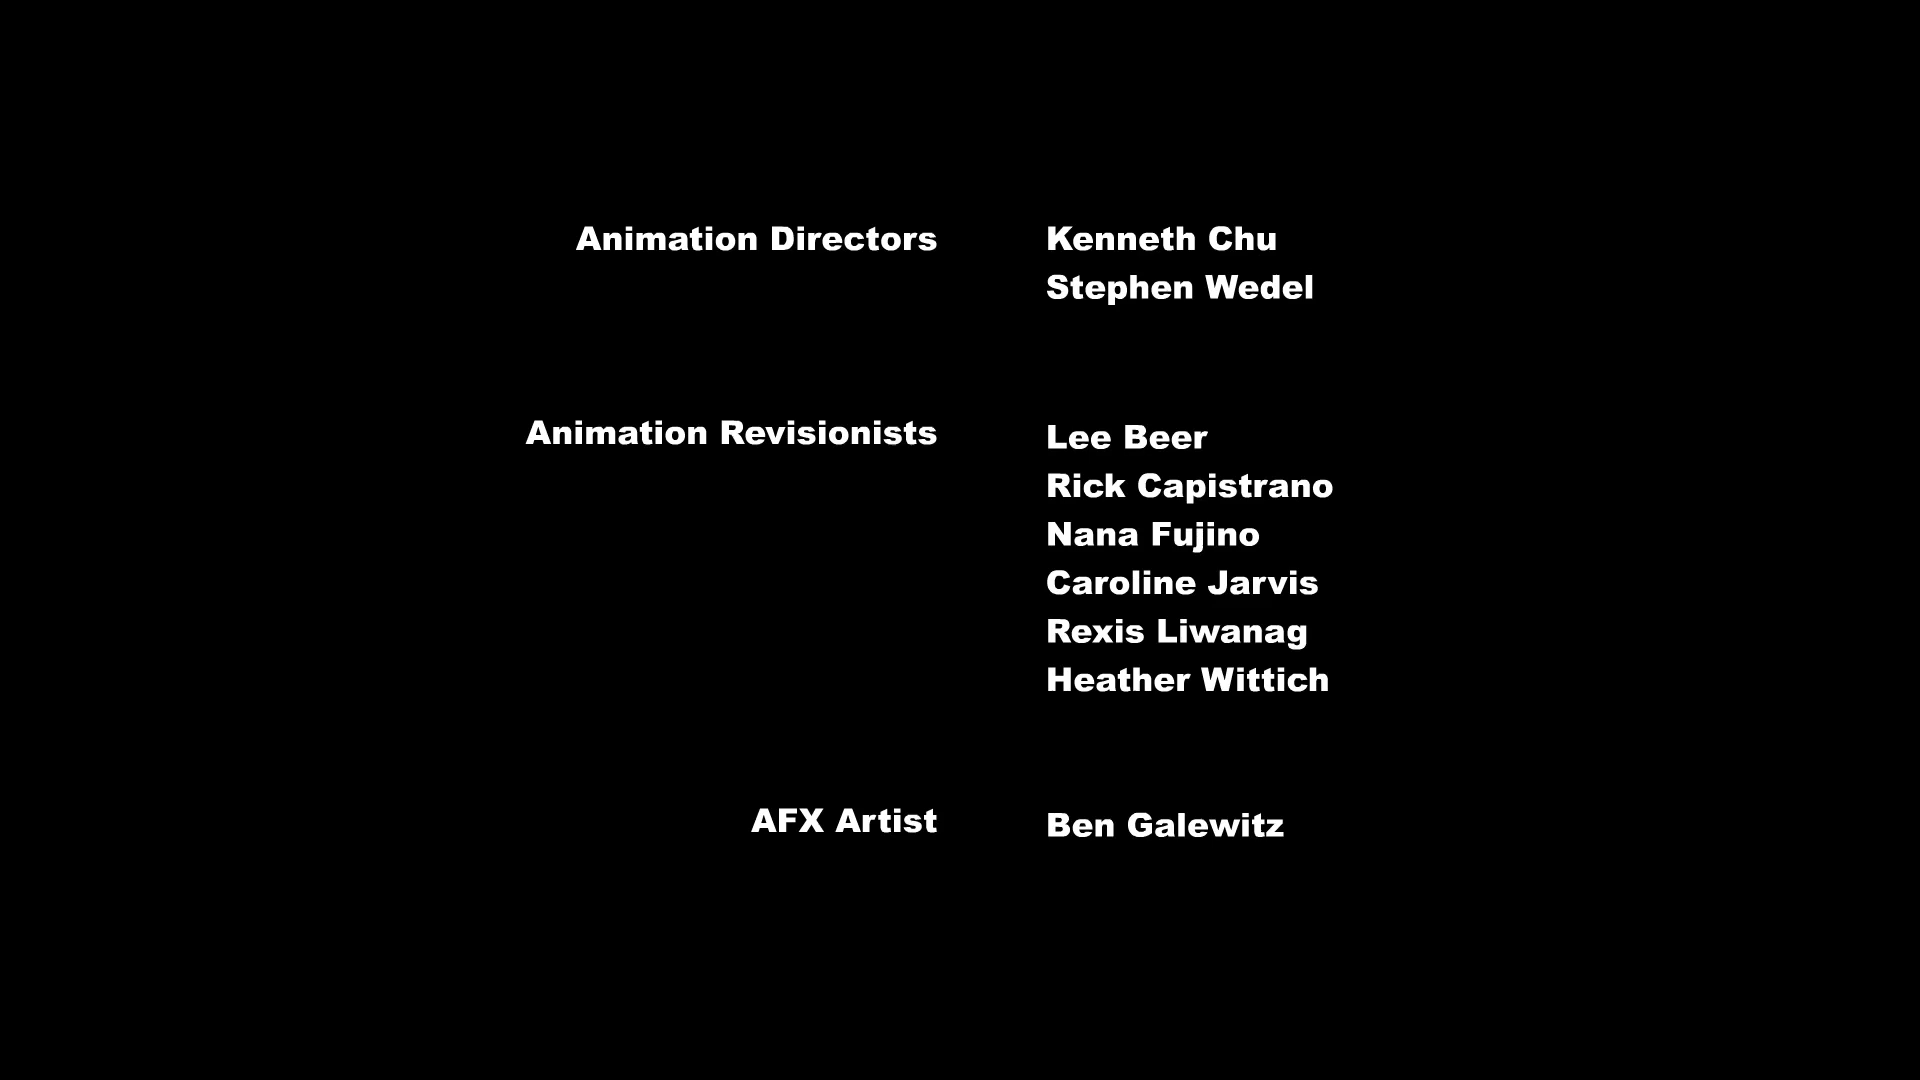 Animation Directors Kenneth Chu
Stephen Wedel
Animation Revisionists Lee Beer
Rick Capistrano
Nana Fujino
Caroline Jarvis
Rexis Liwanag
Heather Wittich
AFX Artist Ben Galewitz